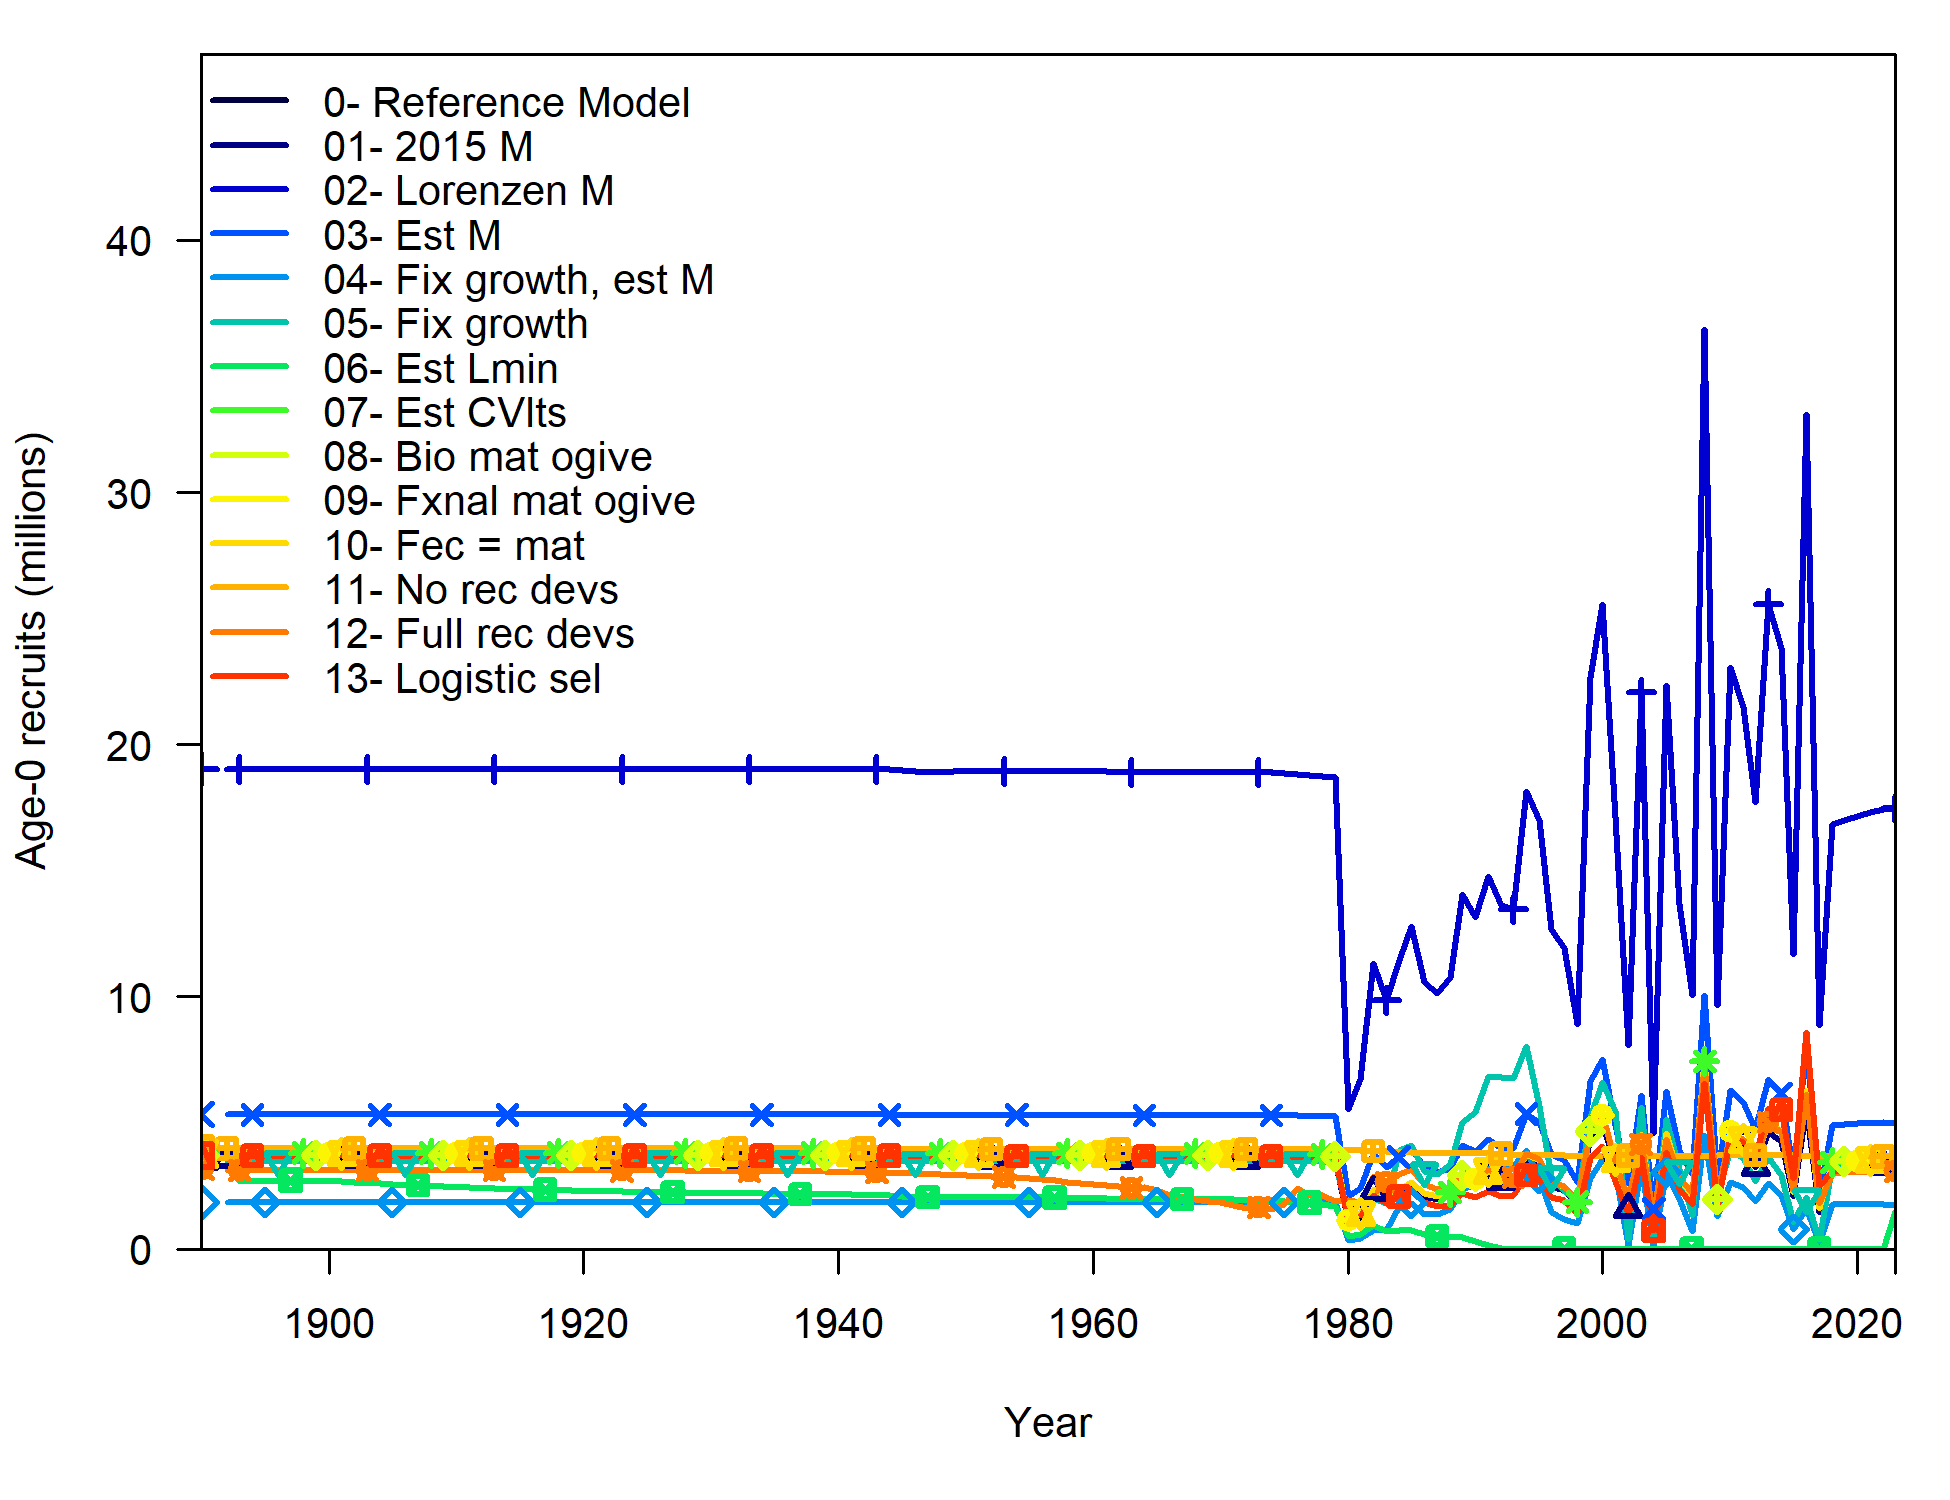 0- Reference Model
01- 2015 M
02- Lorenzen M
03- Est M
04- Fix growth, est M
05- Fix growth
06- Est Lmin
07- Est CVlts
08- Bio mat ogive
09- Fxnal mat ogive
10- Fec = mat
11- No rec devs
12- Full rec devs
13- Logistic sel
Age-0 recruits (millions)
40
30
20
10
0
1900 1920 1940 1960 1980 2000 2020
Year